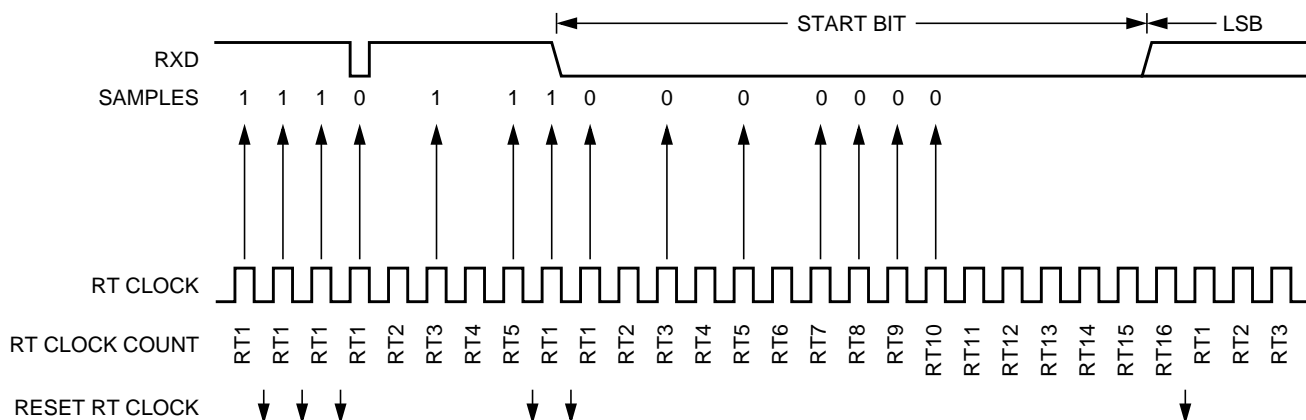 START BIT LSB
RXD
SAMPLES 1 1 1 0 1 1 1 0 0 0 0 0 0 0
RT CLOCK
RT CLOCK COUNT RT1 RT1 RT1 RT1 RT2 RT3 RT4 RT5 RT1 RT1 RT2 RT3 RT4 RT5 RT6 RT7 RT8 RT9 RT10 RT11 RT12 RT13 RT14 RT15 RT16 RT1 RT2 RT3
RESET RT CLOCK